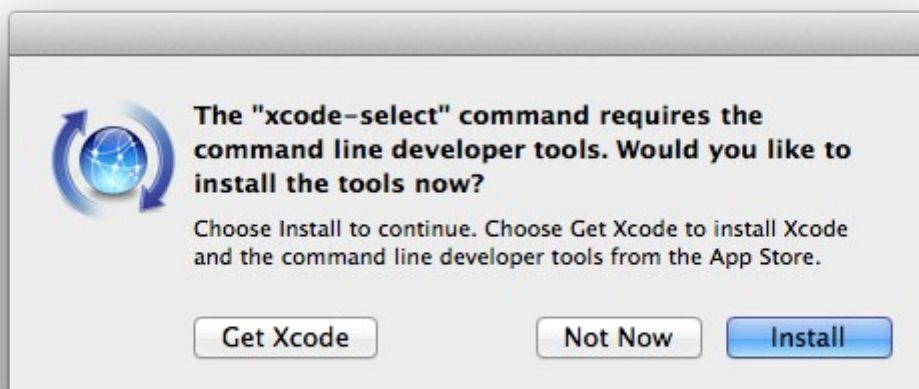 The "xcode-select" command requires the
command line developer tools. Would you like to
install the tools now?
Choose Install to continue. Choose Get Xcode to install Xcode
and the command line developer tools from the App Store.
Get Xcode Not Now Install